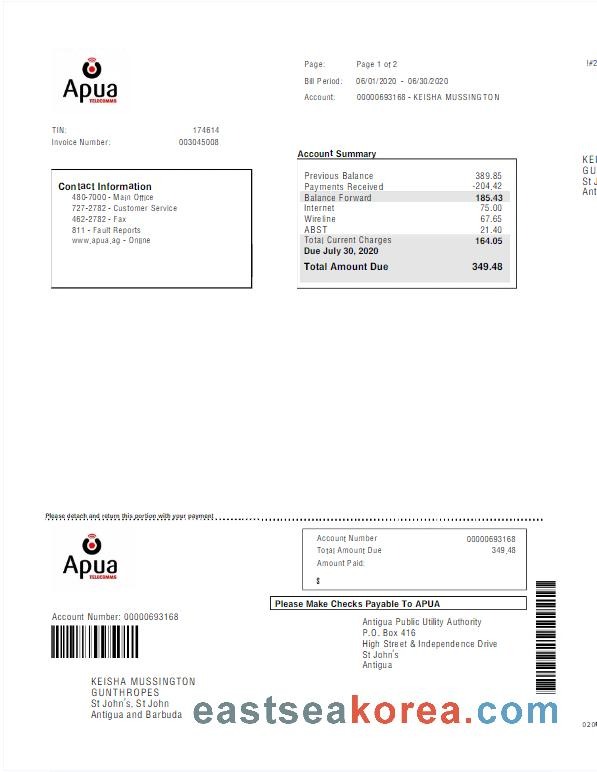 Apua
TELECOMMS
Page: Page 1 of 2
Bill Period: 06/01/2020 - 06/30/2020
Account: 00000693168 - KEISHA MUSSINGTON
!#2
TIN: 174614
Invoice Number: 003045008
Contact Information
480-7000 - Main Office
727-2782 - Customer Service
462-2782 - Fax
811 - Fault Reports
www.apua.ag - Online
Account Summary
Previous Balance 389.85
Payments Received -204.42
Balance Forward 185.43
Internet 75.00
Wireline 67.65
ABST 21.40
Total Current Charges 164.05
Due July 30, 2020
Total Amount Due 349.48
KEI
GU
St J
Ant
Please detach and return this portion with your payment
Apua
TELECOMMS
Account Number 00000693168
Total Amount Due 349.48
Amount Paid:
$
Please Make Checks Payable To APUA
Account Number: 00000693168
Antigua Public Utility Authority
P.O. Box 416
High Street & Independence Drive
St John's
Antigua
KEISHA MUSSINGTON
GUNTHROPES
St John's, St John
Antigua and Barbuda
eastseakorea.com